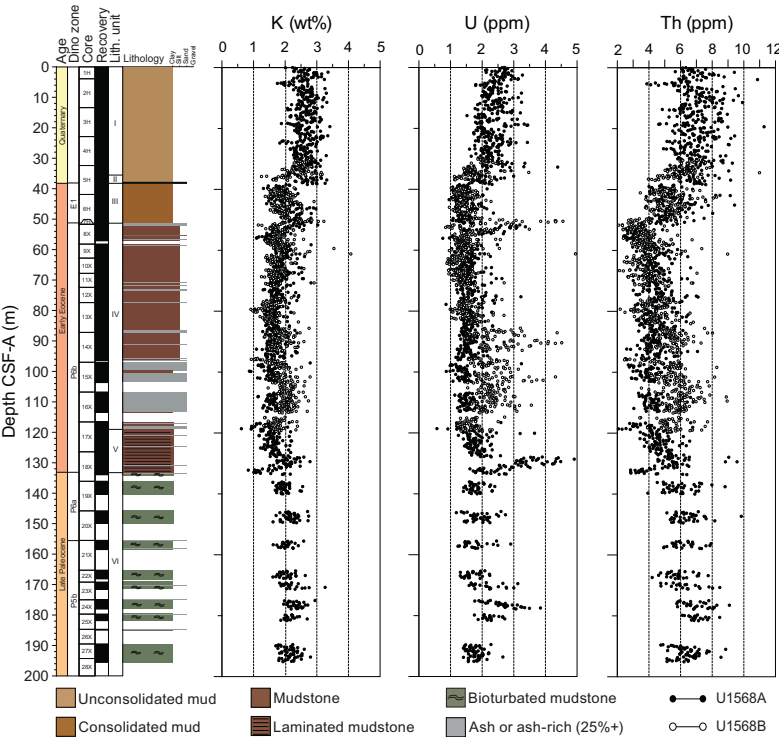 Age
Dino zone
Core
Recovery
Lith. unit
Lithology
Clay
Silt
Sand
Gravel
K (wt%)
U (ppm)
Th (ppm)
0 1 2 3 4 5
0 1 2 3 4 5
2 4 6 8 10 12
Depth CSF-A (m)
0
10
20
30
40
50
60
70
80
90
100
110
120
130
140
150
160
170
180
190
200
Quaternary
Early Eocene
Late Paleocene
E1
P6b
P6a
P5b
1H
2H
3H
4H
5H
6H
8X
9X
10X
11X
12X
13X
14X
15X
16X
17X
18X
19X
20X
21X
22X
23X
24X
25X
26X
27X
28X
I
II
III
IV
V
VI
Unconsolidated mud
Mudstone
Bioturbated mudstone
U1568A
Consolidated mud
Laminated mudstone
Ash or ash-rich (25%+)
U1568B